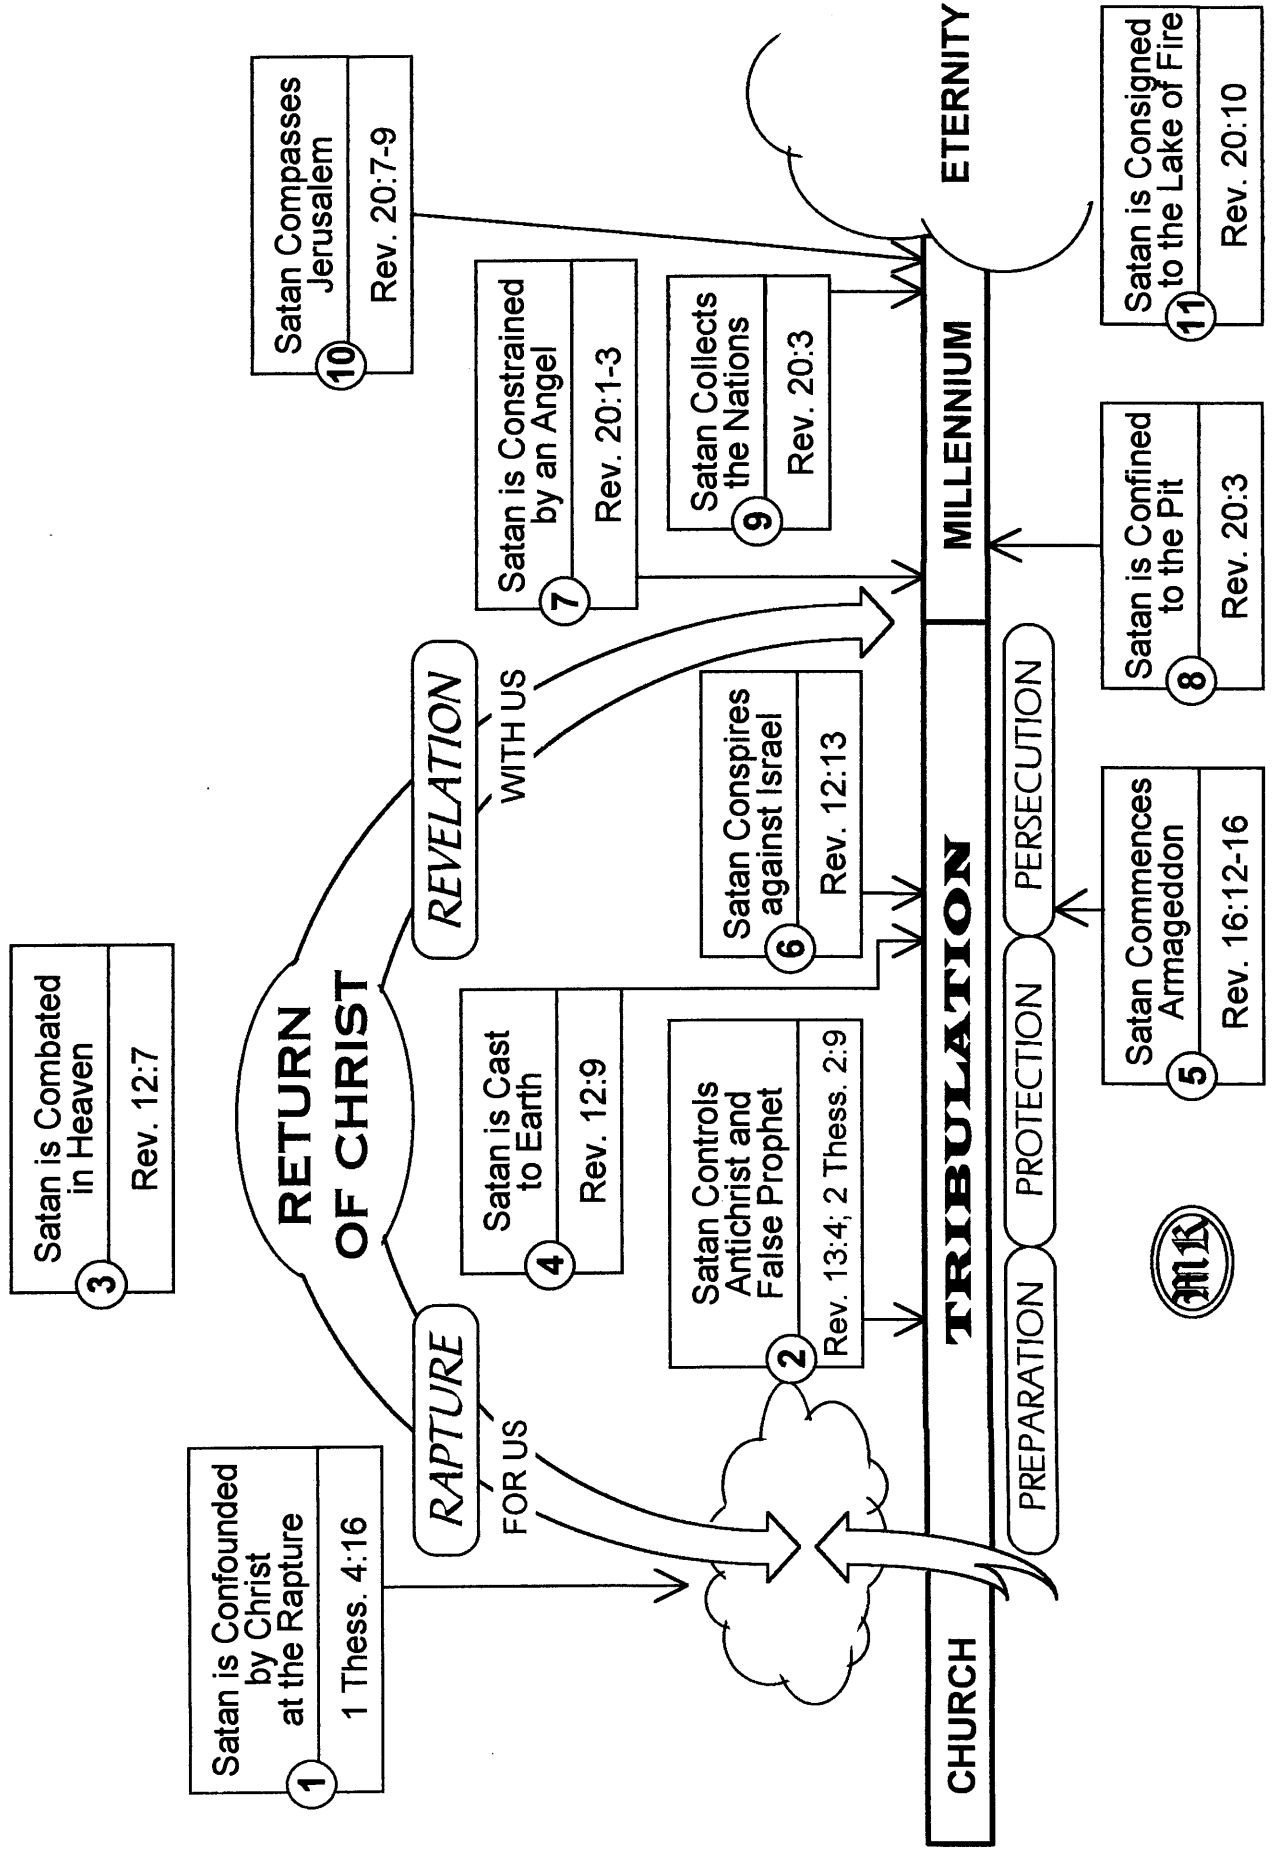 3
Satan is Combated
in Heaven
Rev. 12:7
1
Satan is Confounded
by Christ
at the Rapture
1 Thess. 4:16
RETURN
OF CHRIST
10
Satan Compasses
Jerusalem
Rev. 20:7-9
RAPTURE
FOR US
REVELATION
WITH US
4
Satan is Cast
to Earth
Rev. 12:9
7
Satan is Constrained
by an Angel
Rev. 20:1-3
2
Satan Controls
Antichrist and
False Prophet
Rev. 13:4; 2 Thess. 2:9
6
Satan Conspires
against Israel
Rev. 12:13
9
Satan Collects
the Nations
Rev. 20:3
CHURCH
TRIBULATION
MILLENNIUM
ETERNITY
PREPARATION
PROTECTION
PERSECUTION
5
Satan Commences
Armageddon
Rev. 16:12-16
8
Satan is Confined
to the Pit
Rev. 20:3
11
Satan is Consigned
to the Lake of Fire
Rev. 20:10
MR